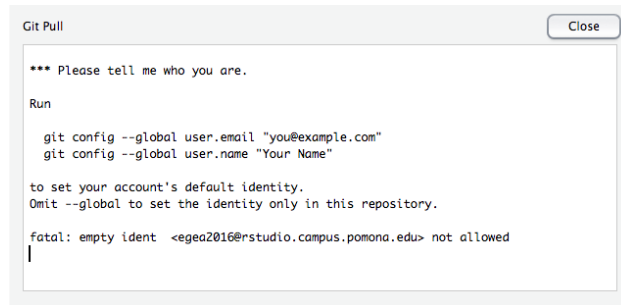 Git Pull
Close
*** Please tell me who you are.
Run
git config --global user.email "you@example.com"
git config --global user.name "Your Name"
to set your account's default identity.
Omit --global to set the identity only in this repository.
fatal: empty ident <egea2016@rstudio.campus.pomona.edu> not allowed